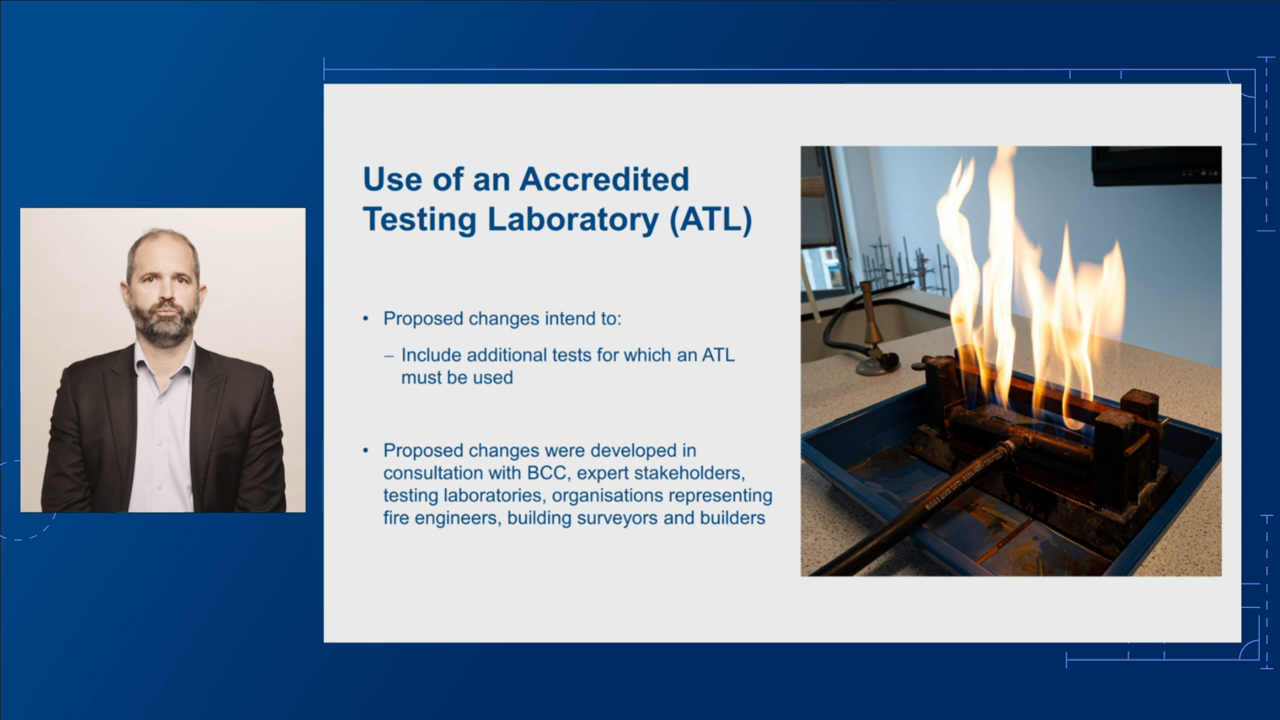 Use of an Accredited
Testing Laboratory (ATL)
• Proposed changes intend to:
– Include additional tests for which an ATL
must be used
• Proposed changes were developed in
consultation with BCC, expert stakeholders,
testing laboratories, organisations representing
fire engineers, building surveyors and builders